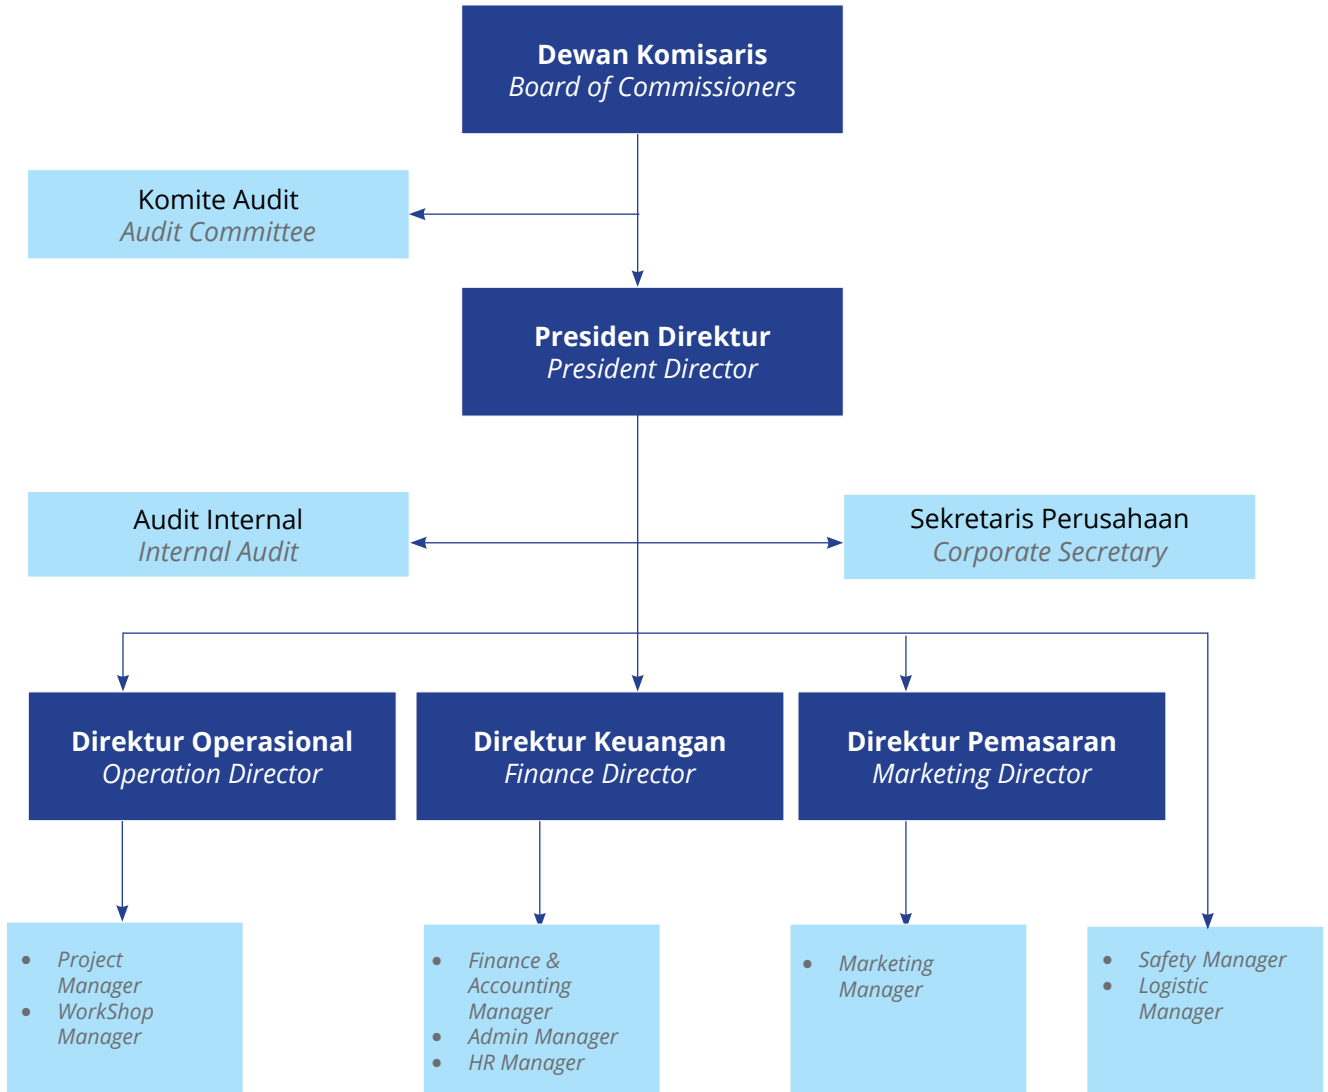 Dewan Komisaris
Board of Commissioners
Komite Audit
Audit Committee
Presiden Direktur
President Director
Audit Internal
Internal Audit
Sekretaris Perusahaan
Corporate Secretary
Direktur Operasional
Operation Director
Direktur Keuangan
Finance Director
Direktur Pemasaran
Marketing Director
• Project
Manager
• WorkShop
Manager
• Finance &
Accounting
Manager
• Admin Manager
• HR Manager
• Marketing
Manager
• Safety Manager
• Logistic
Manager